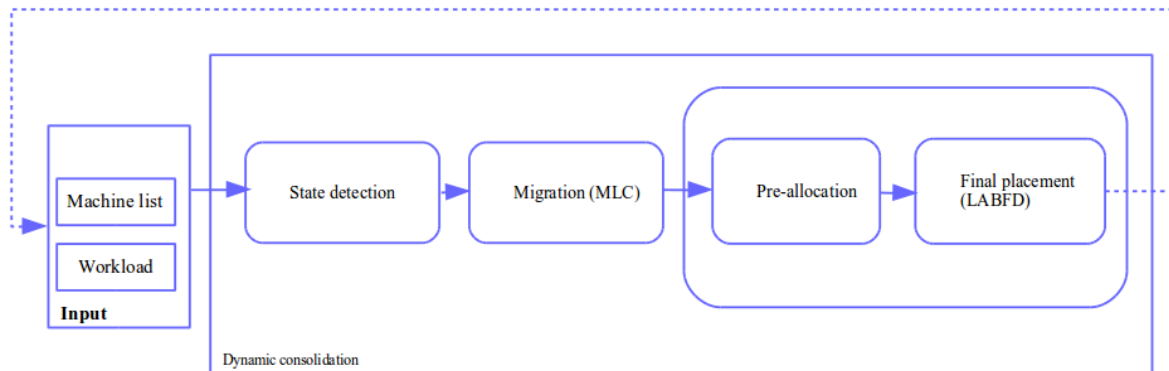 Machine list
Workload
Input
State detection
Migration (MLC)
Pre-allocation
Final placement
(LABFD)
Dynamic consolidation